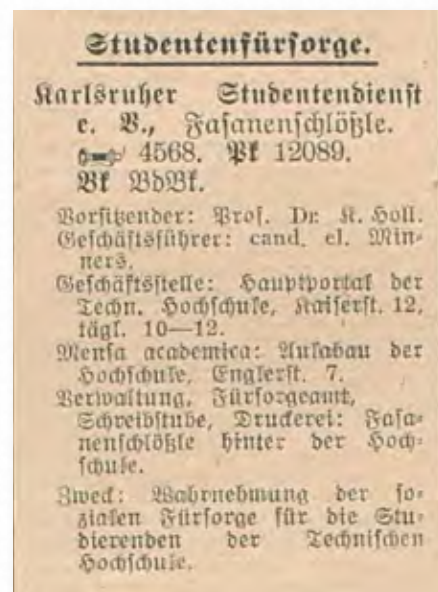 Studentenfürsorge.
Karlsruher Studentendienst
e. V., Fasanenschlößle.
4568. Pk 12089.
Bk BdBk.
Vorsitzender: Prof. Dr. K. Holl.
Geschäftsführer: cand. el. Min-
ners.
Geschäftsstelle: Hauptportal der
Techn. Hochschule, Kaiserst. 12,
tägl. 10—12.
Mensa academica: Aulabau der
Hochschule, Englerst. 7.
Verwaltung, Fürsorgeamt,
Schreibstube, Druckerei: Fasa-
nenschlößle hinter der Hoch-
schule.
Zweck: Wahrnehmung der so-
zialen Fürsorge für die Stu-
dierenden der Technischen
Hochschule.